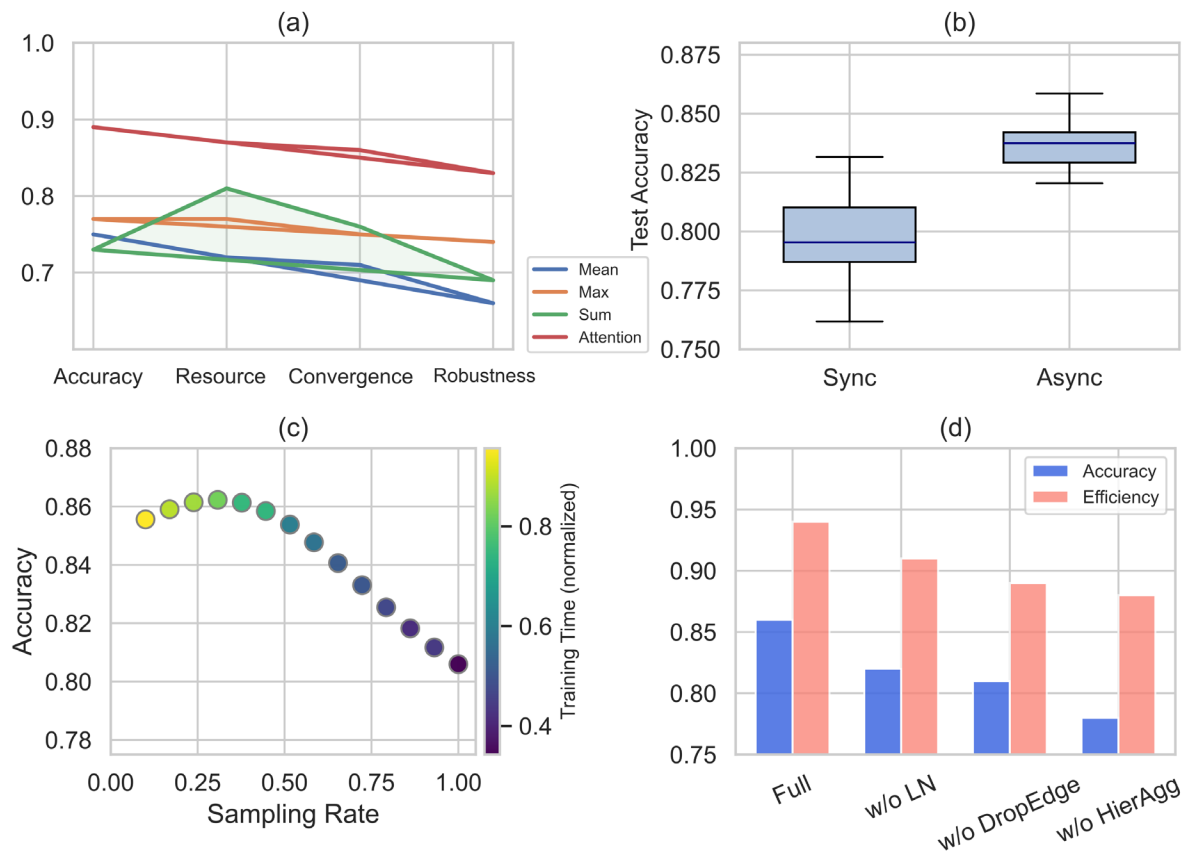 (a)
1.0
0.9
0.8
0.7
Accuracy Resource Convergence Robustness
Mean
Max
Sum
Attention
(b)
Test Accuracy
0.875
0.850
0.825
0.800
0.775
0.750
Sync Async
(c)
Accuracy
0.88
0.86
0.84
0.82
0.80
0.78
0.00 0.25 0.50 0.75 1.00
Sampling Rate
0.8
0.6
0.4
Training Time (normalized)
(d)
1.00
0.95
0.90
0.85
0.80
0.75
Accuracy
Efficiency
Full
w/o LN
w/o DropEdge
w/o HierAgg